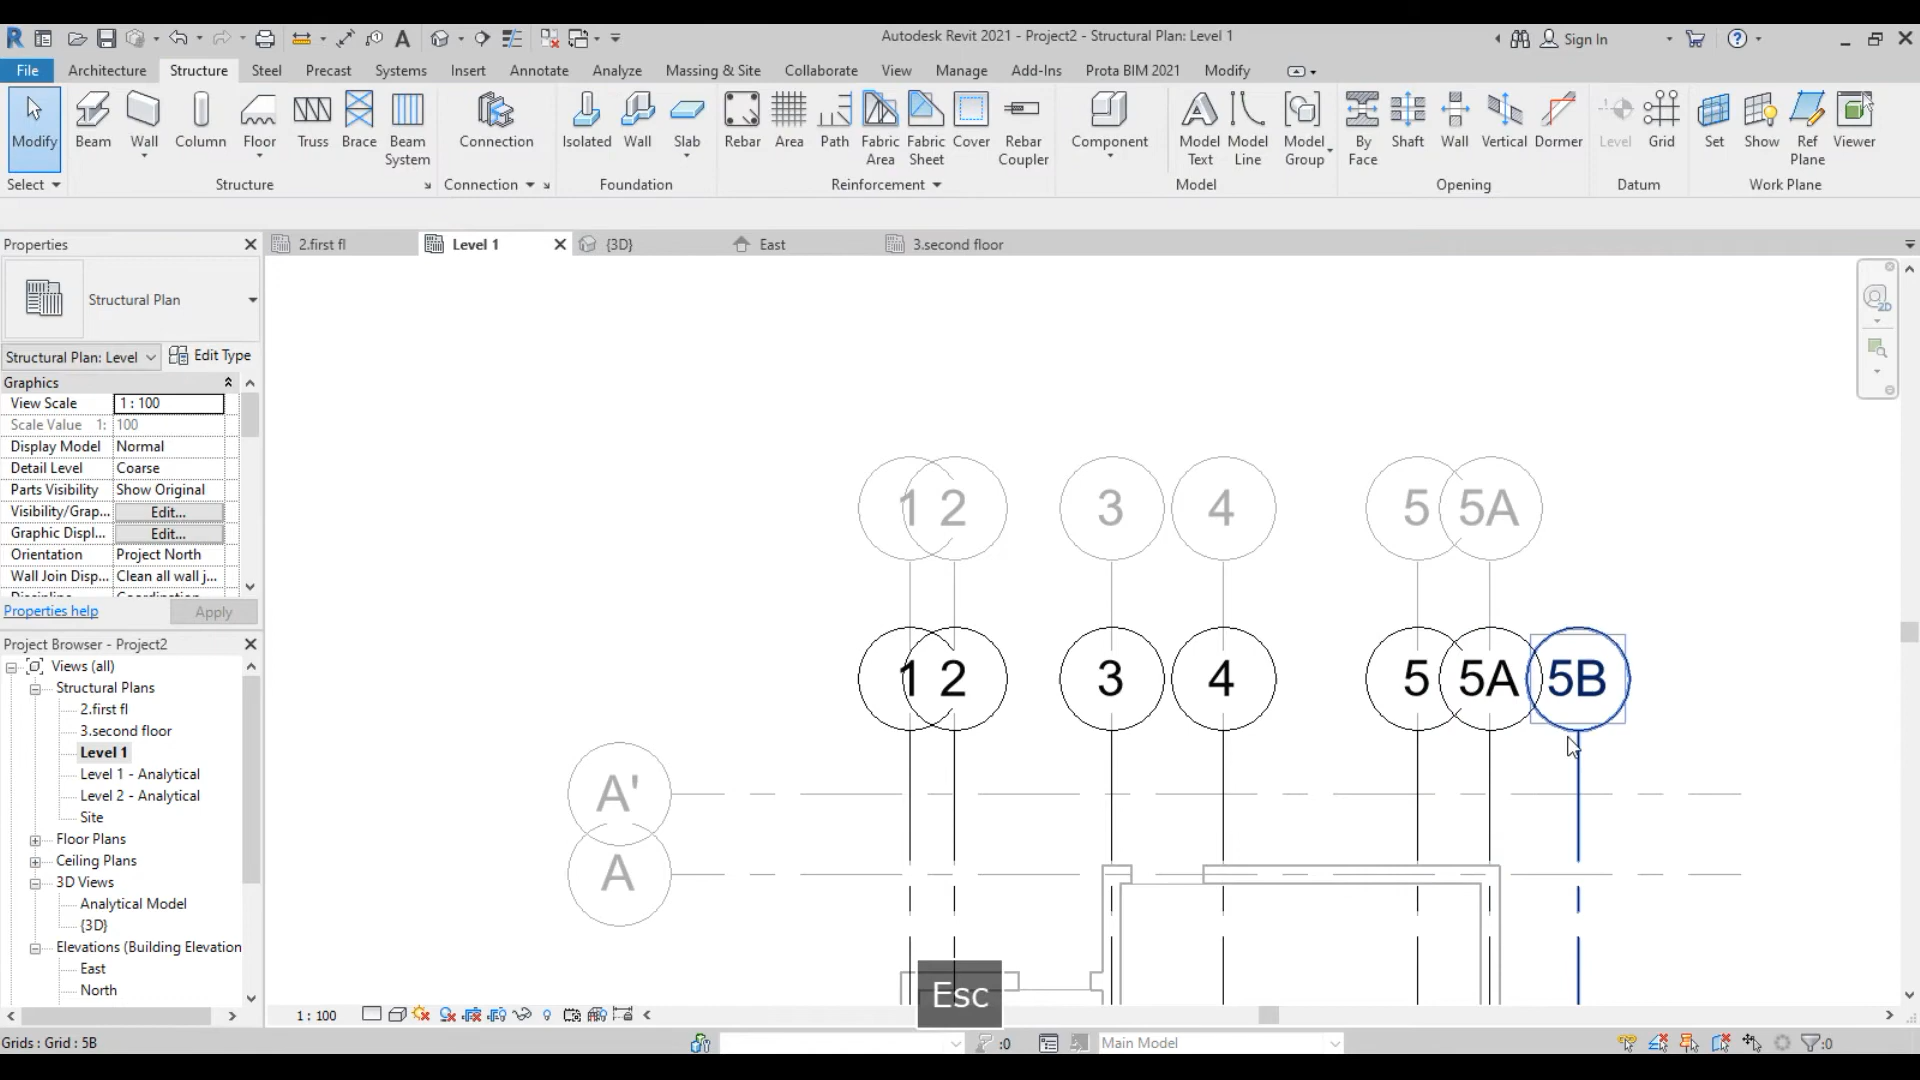 Autodesk Revit 2021 - Project2 - Structural Plan: Level 1
Sign In
File Architecture Structure Steel Precast Systems Insert Annotate Analyze Massing & Site Collaborate View Manage Add-Ins Prota BIM 2021 Modify
Modify Beam Wall Column Floor Truss Brace Beam System Connection Isolated Wall Slab Rebar Area Path Fabric Area Fabric Sheet Cover Rebar Coupler Component Model Text Model Line Model Group By Face Shaft Wall Vertical Dormer Level Grid Set Show Ref Plane Viewer
Select Structure Connection Foundation Reinforcement Model Opening Datum Work Plane
Properties
2.first fl Level 1 {3D} East 3.second floor
Structural Plan
Structural Plan: Level Edit Type
Graphics
View Scale 1 : 100
Scale Value 1: 100
Display Model Normal
Detail Level Coarse
Parts Visibility Show Original
Visibility/Grap... Edit...
Graphic Displ... Edit...
Orientation Project North
Wall Join Disp... Clean all wall j...
Properties help Apply
Project Browser - Project2
Views (all)
Structural Plans
2.first fl
3.second floor
Level 1
Level 1 - Analytical
Level 2 - Analytical
Site
Floor Plans
Ceiling Plans
3D Views
Analytical Model
{3D}
Elevations (Building Elevation
East
North
1 2 3 4 5 5A
1 2 3 4 5 5A 5B
A'
A
2D
Esc
1 : 100
Grids : Grid : 5B
:0
Main Model
:0